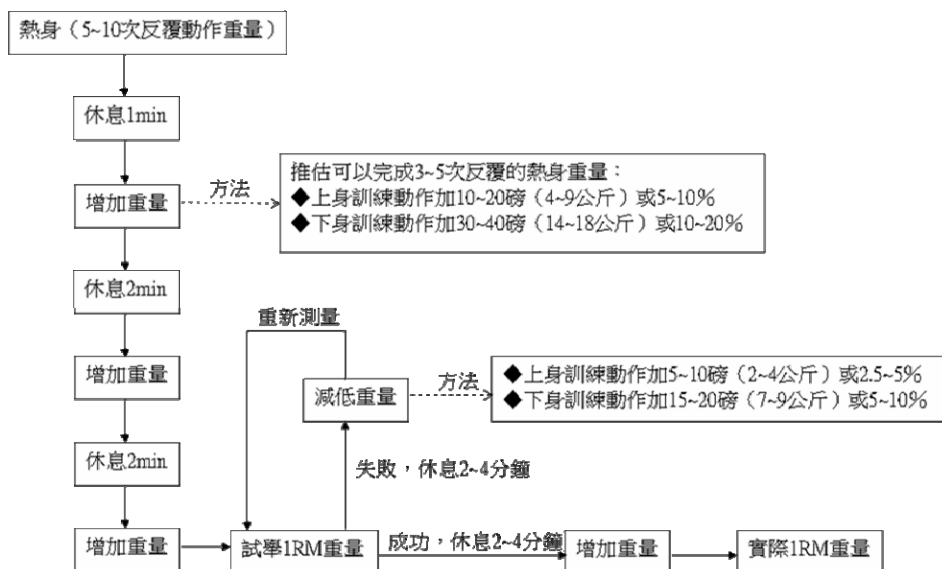 熱身（5~10次反覆動作重量）
休息1min
增加重量
方法
推估可以完成3~5次反覆的熱身重量：
◆上身訓練動作加10~20磅（4~9公斤）或5~10%
◆下身訓練動作加30~40磅（14~18公斤）或10~20%
休息2min
增加重量
休息2min
增加重量
重新測量
減低重量
方法
◆上身訓練動作加5~10磅（2~4公斤）或2.5~5%
◆下身訓練動作加15~20磅（7~9公斤）或5~10%
失敗，休息2~4分鐘
試舉1RM重量
成功，休息2~4分鐘
增加重量
實際1RM重量